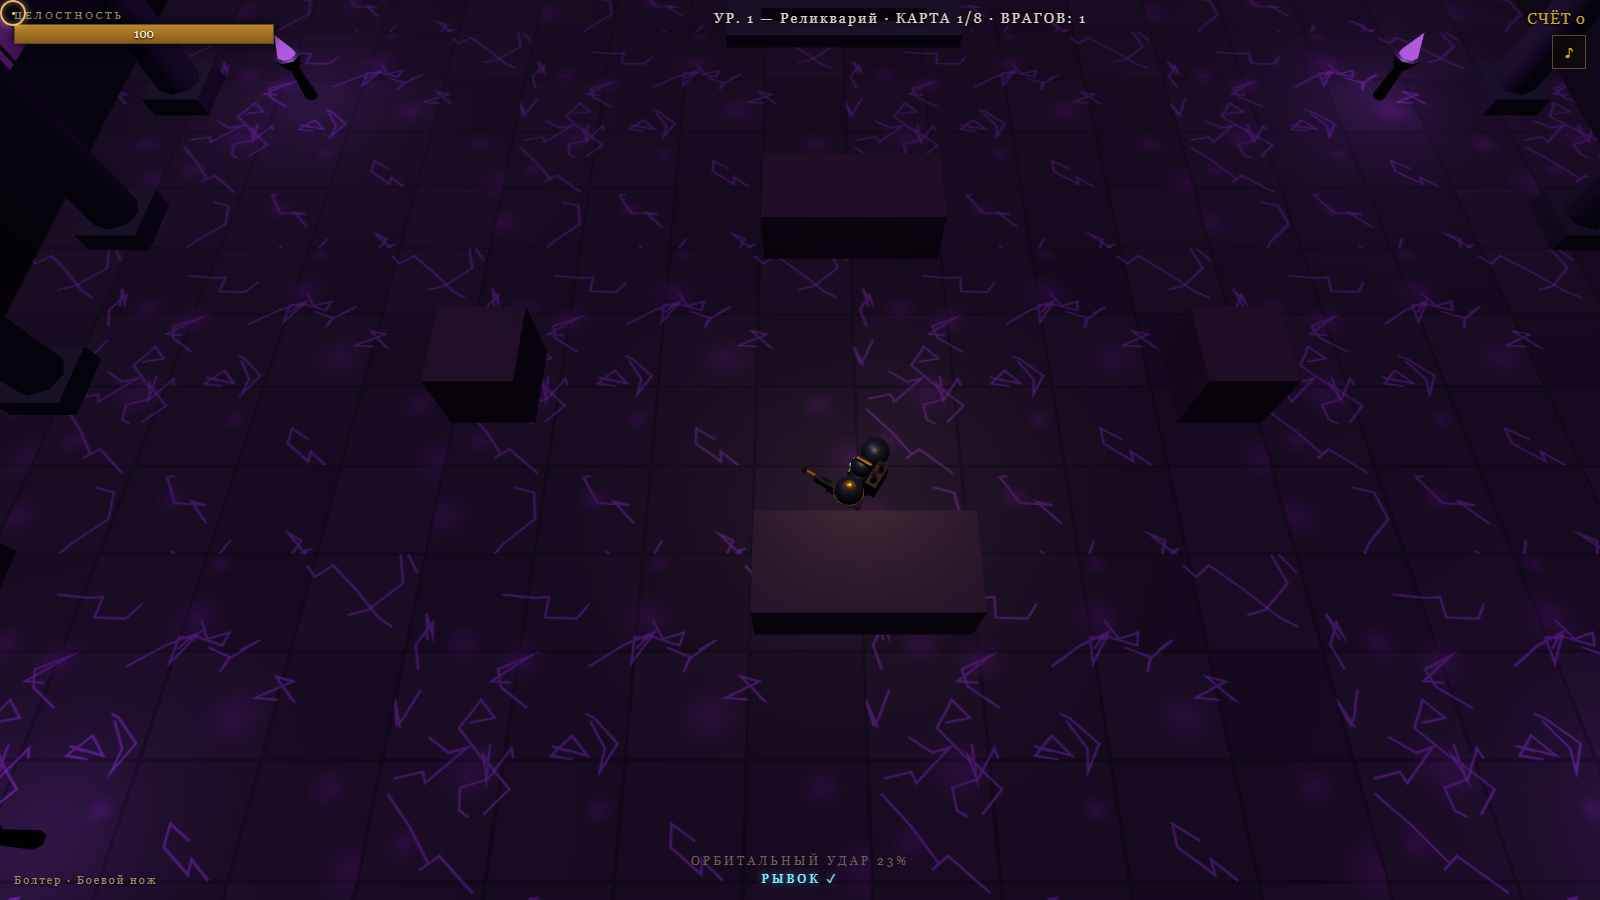 ЦЕЛОСТНОСТЬ
100
УР. 1 — Реликварий · КАРТА 1/8 · ВРАГОВ: 1
СЧЁТ 0
♪
ОРБИТАЛЬНЫЙ УДАР 23%
РЫВОК ✓
Болтер · Боевой нож